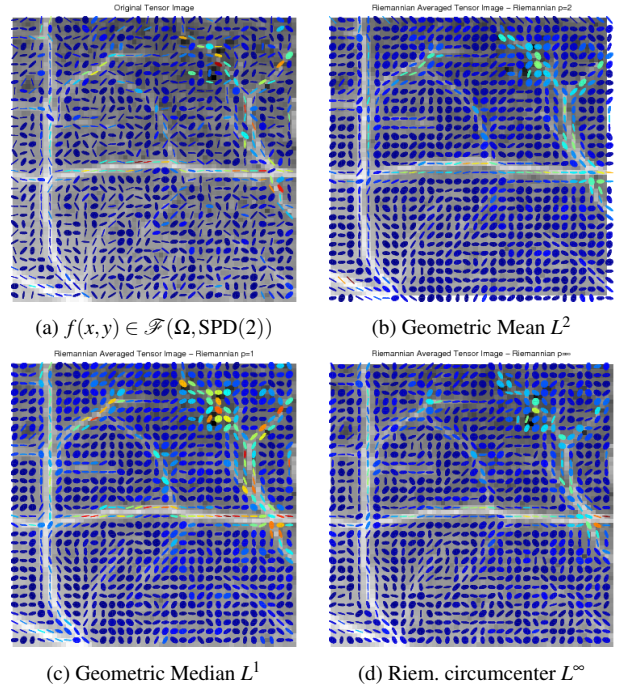 Original Tensor Image
Riemannian Averaged Tensor Image − Riemannian p=2
(a) f(x,y) ∈ ℱ(Ω,SPD(2))
(b) Geometric Mean L²
Riemannian Averaged Tensor Image − Riemannian p=1
Riemannian Averaged Tensor Image − Riemannian p=∞
(c) Geometric Median L¹
(d) Riem. circumcenter L^∞